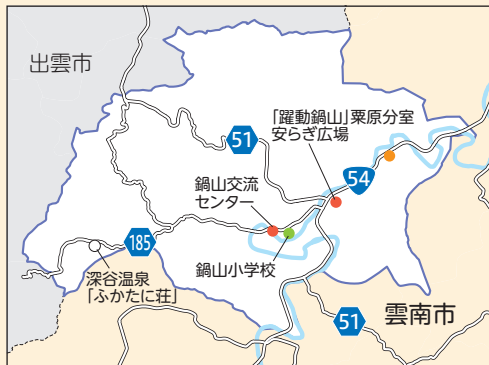 出雲市
「躍動鍋山」粟原分室
安らぎ広場
51
54
鍋山交流
センター
185
鍋山小学校
深谷温泉
「ふかたに荘」
51
雲南市